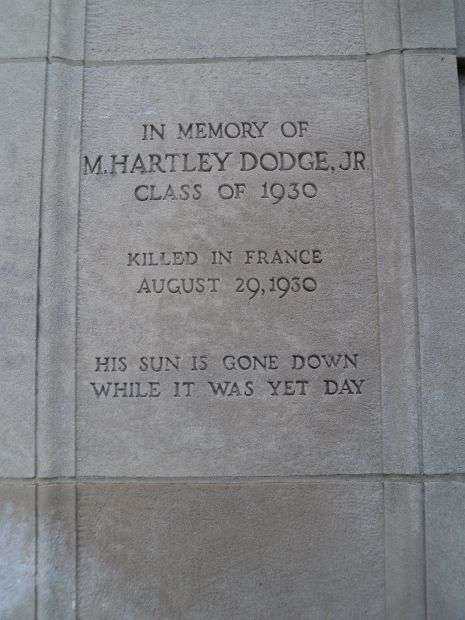 IN MEMORY OF
M. HARTLEY DODGE, JR
CLASS OF 1930
KILLED IN FRANCE
AUGUST 29, 1930
HIS SUN IS GONE DOWN
WHILE IT WAS YET DAY